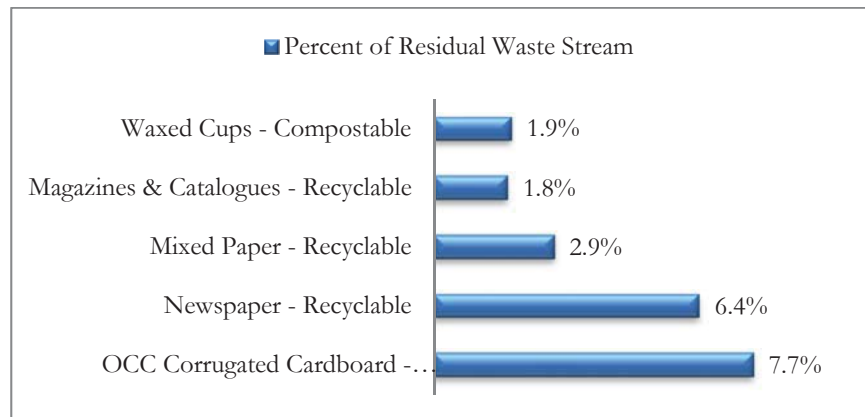 Percent of Residual Waste Stream
Waxed Cups - Compostable 1.9%
Magazines & Catalogues - Recyclable 1.8%
Mixed Paper - Recyclable 2.9%
Newspaper - Recyclable 6.4%
OCC Corrugated Cardboard -… 7.7%